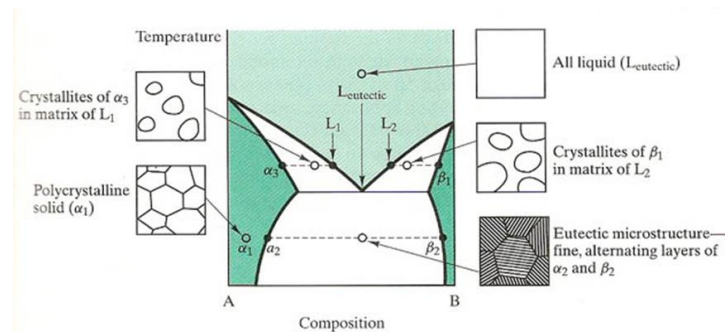 Temperature
All liquid (Leutectic)
Crystallites of α3
in matrix of L1
Leutectic
L1
L2
Crystallites of β1
in matrix of L2
α3
β1
Polycrystalline
solid (α1)
Eutectic microstructure—
fine, alternating layers of
α2 and β2
α1
a2
β2
A
B
Composition